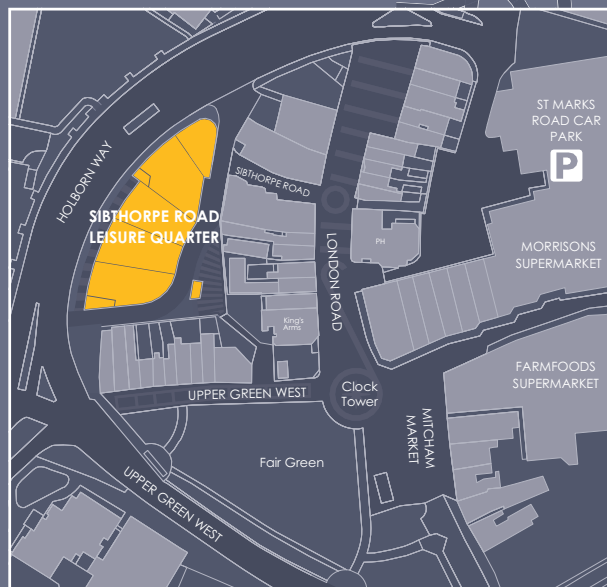 ST MARKS
ROAD CAR
PARK
P
HOLBORN WAY
SIBTHORPE ROAD
SIBTHORPE ROAD
LEISURE QUARTER
LONDON ROAD
PH
MORRISONS
SUPERMARKET
King's
Arms
FARMFOODS
SUPERMARKET
UPPER GREEN WEST
Clock
Tower
MITCHAM
MARKET
Fair Green
UPPER GREEN WEST